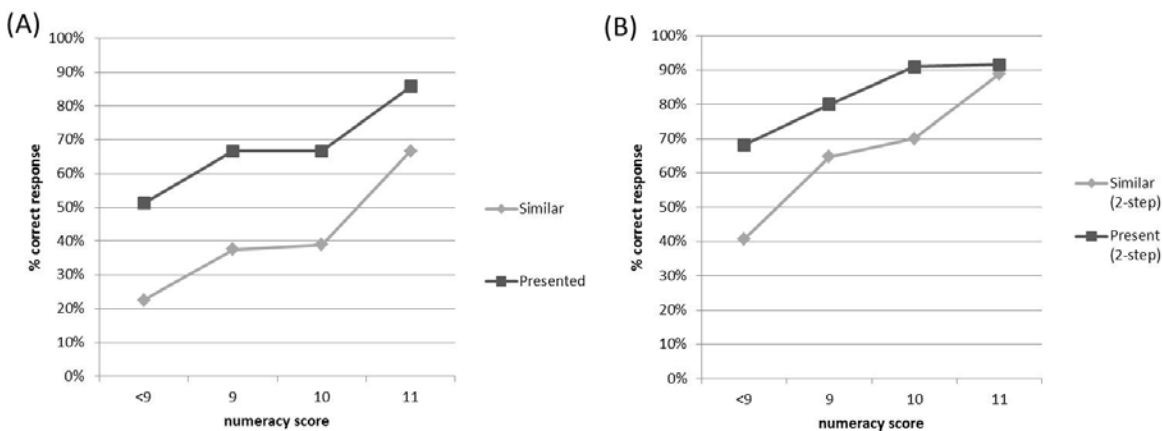 (A)
100%
90%
80%
70%
60%
50%
40%
30%
20%
10%
0%
% correct response
<9 9 10 11
numeracy score
Similar
Presented
(B)
100%
90%
80%
70%
60%
50%
40%
30%
20%
10%
0%
% correct response
<9 9 10 11
numeracy score
Similar
(2-step)
Present
(2-step)